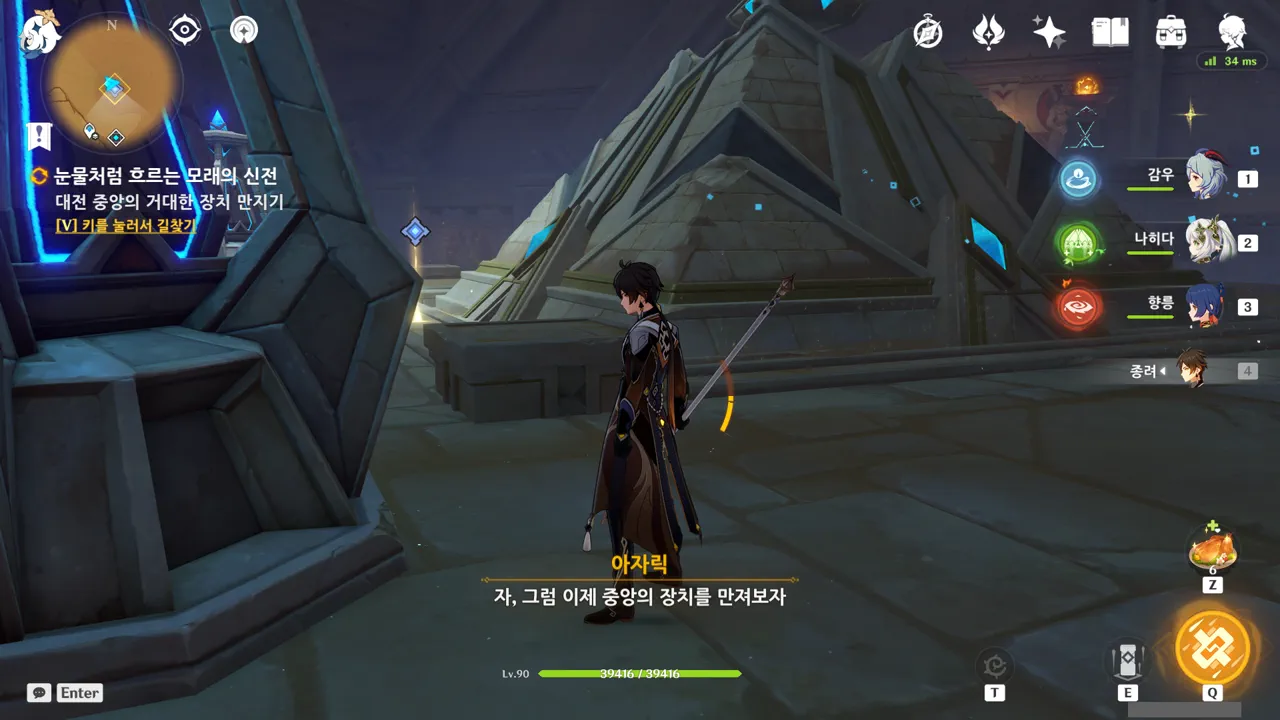 N
34 ms
눈물처럼 흐르는 모래의 신전
대전 중앙의 거대한 장치 만지기
[V] 키를 눌러서 길찾기
감우
1
나히다
2
향릉
3
종려
4
아자릭
자, 그럼 이제 중앙의 장치를 만져보자
6
Z
Lv.90
39416 / 39416
T
E
Q
Enter